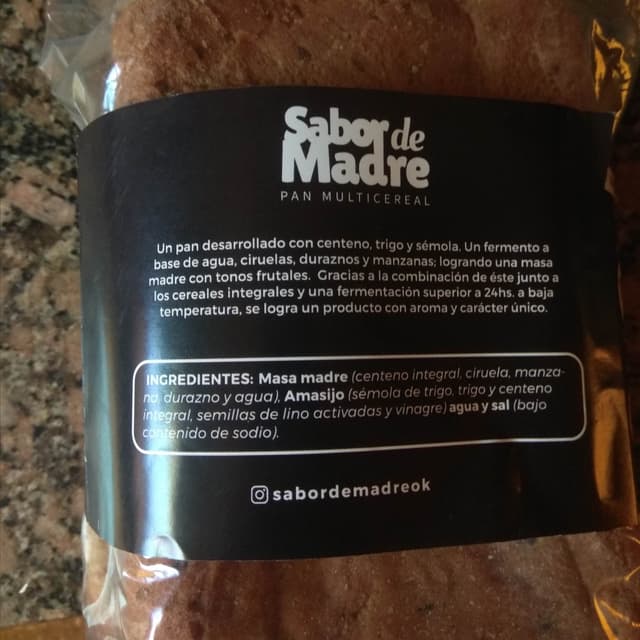 Sabor de
Madre
PAN MULTICEREAL
Un pan desarrollado con centeno, trigo y sémola. Un fermento a
base de agua, ciruelas, duraznos y manzanas; logrando una masa
madre con tonos frutales. Gracias a la combinación de éste junto a
los cereales integrales y una fermentación superior a 24hs. a baja
temperatura, se logra un producto con aroma y carácter único.
INGREDIENTES: Masa madre (centeno integral, ciruela, manza-
na, durazno y agua), Amasijo (sémola de trigo, trigo y centeno
integral, semillas de lino activadas y vinagre) agua y sal (bajo
contenido de sodio).
sabordemadreok